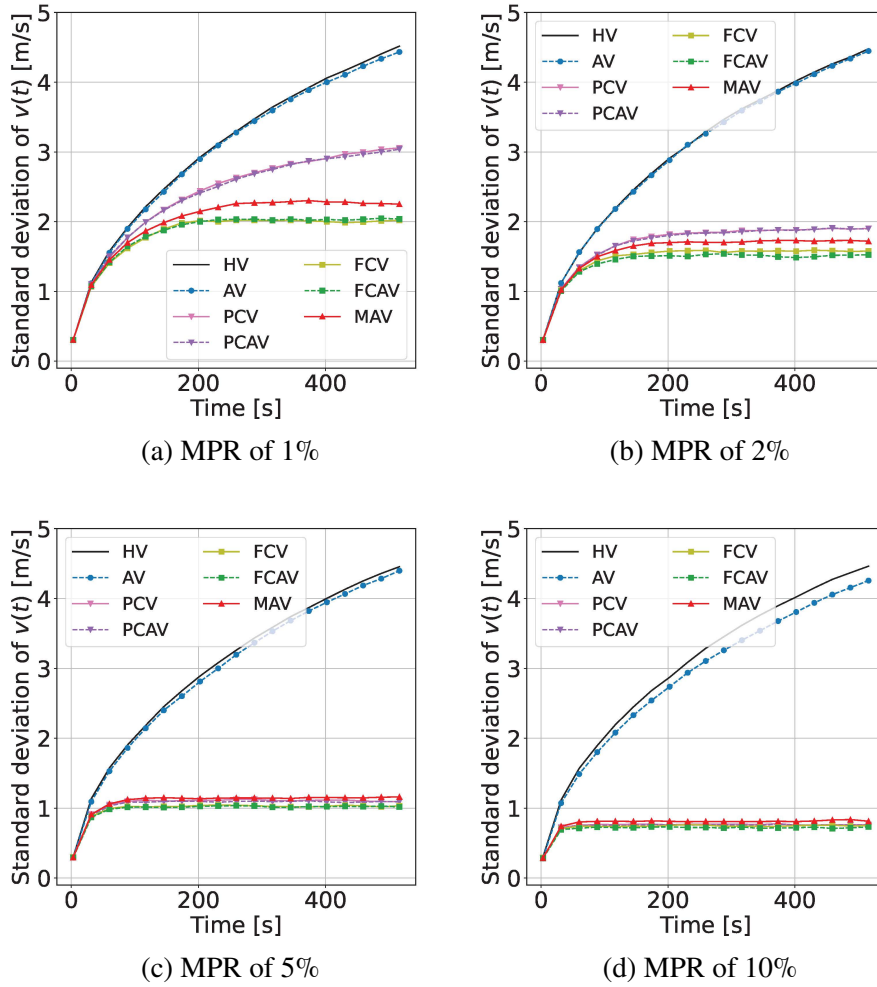 Standard deviation of v(t) [m/s]
5
4
3
2
1
0
HV
AV
PCV
PCAV
FCV
FCAV
MAV
0
200
400
Time [s]
(a) MPR of 1%
Standard deviation of v(t) [m/s]
5
4
3
2
1
0
HV
AV
PCV
PCAV
FCV
FCAV
MAV
0
200
400
Time [s]
(b) MPR of 2%
Standard deviation of v(t) [m/s]
5
4
3
2
1
0
HV
AV
PCV
PCAV
FCV
FCAV
MAV
0
200
400
Time [s]
(c) MPR of 5%
Standard deviation of v(t) [m/s]
5
4
3
2
1
0
HV
AV
PCV
PCAV
FCV
FCAV
MAV
0
200
400
Time [s]
(d) MPR of 10%